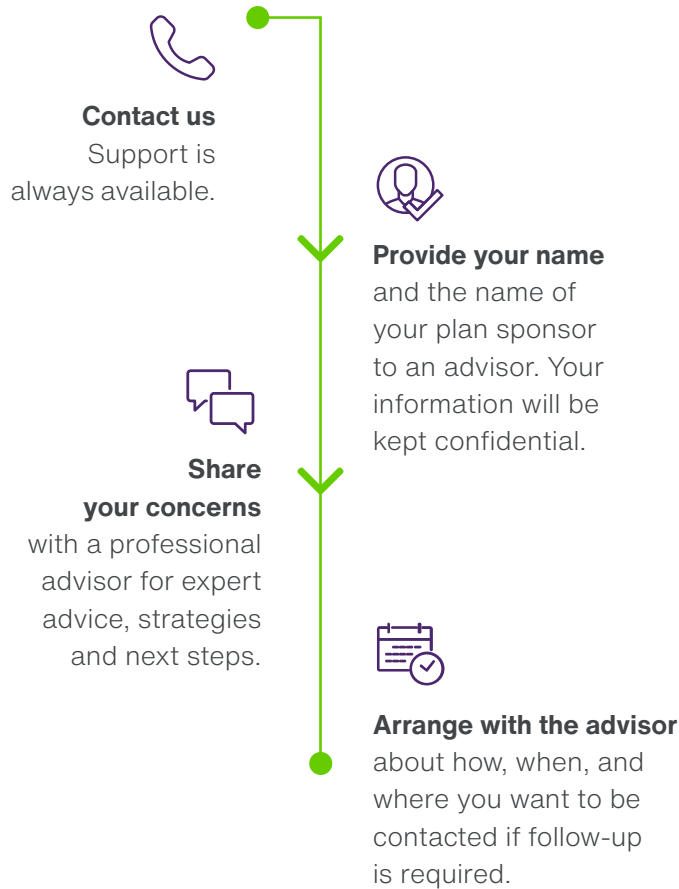 Contact us
Support is
always available.
Provide your name
and the name of
your plan sponsor
to an advisor. Your
information will be
kept confidential.
Share
your concerns
with a professional
advisor for expert
advice, strategies
and next steps.
Arrange with the advisor
about how, when, and
where you want to be
contacted if follow-up
is required.